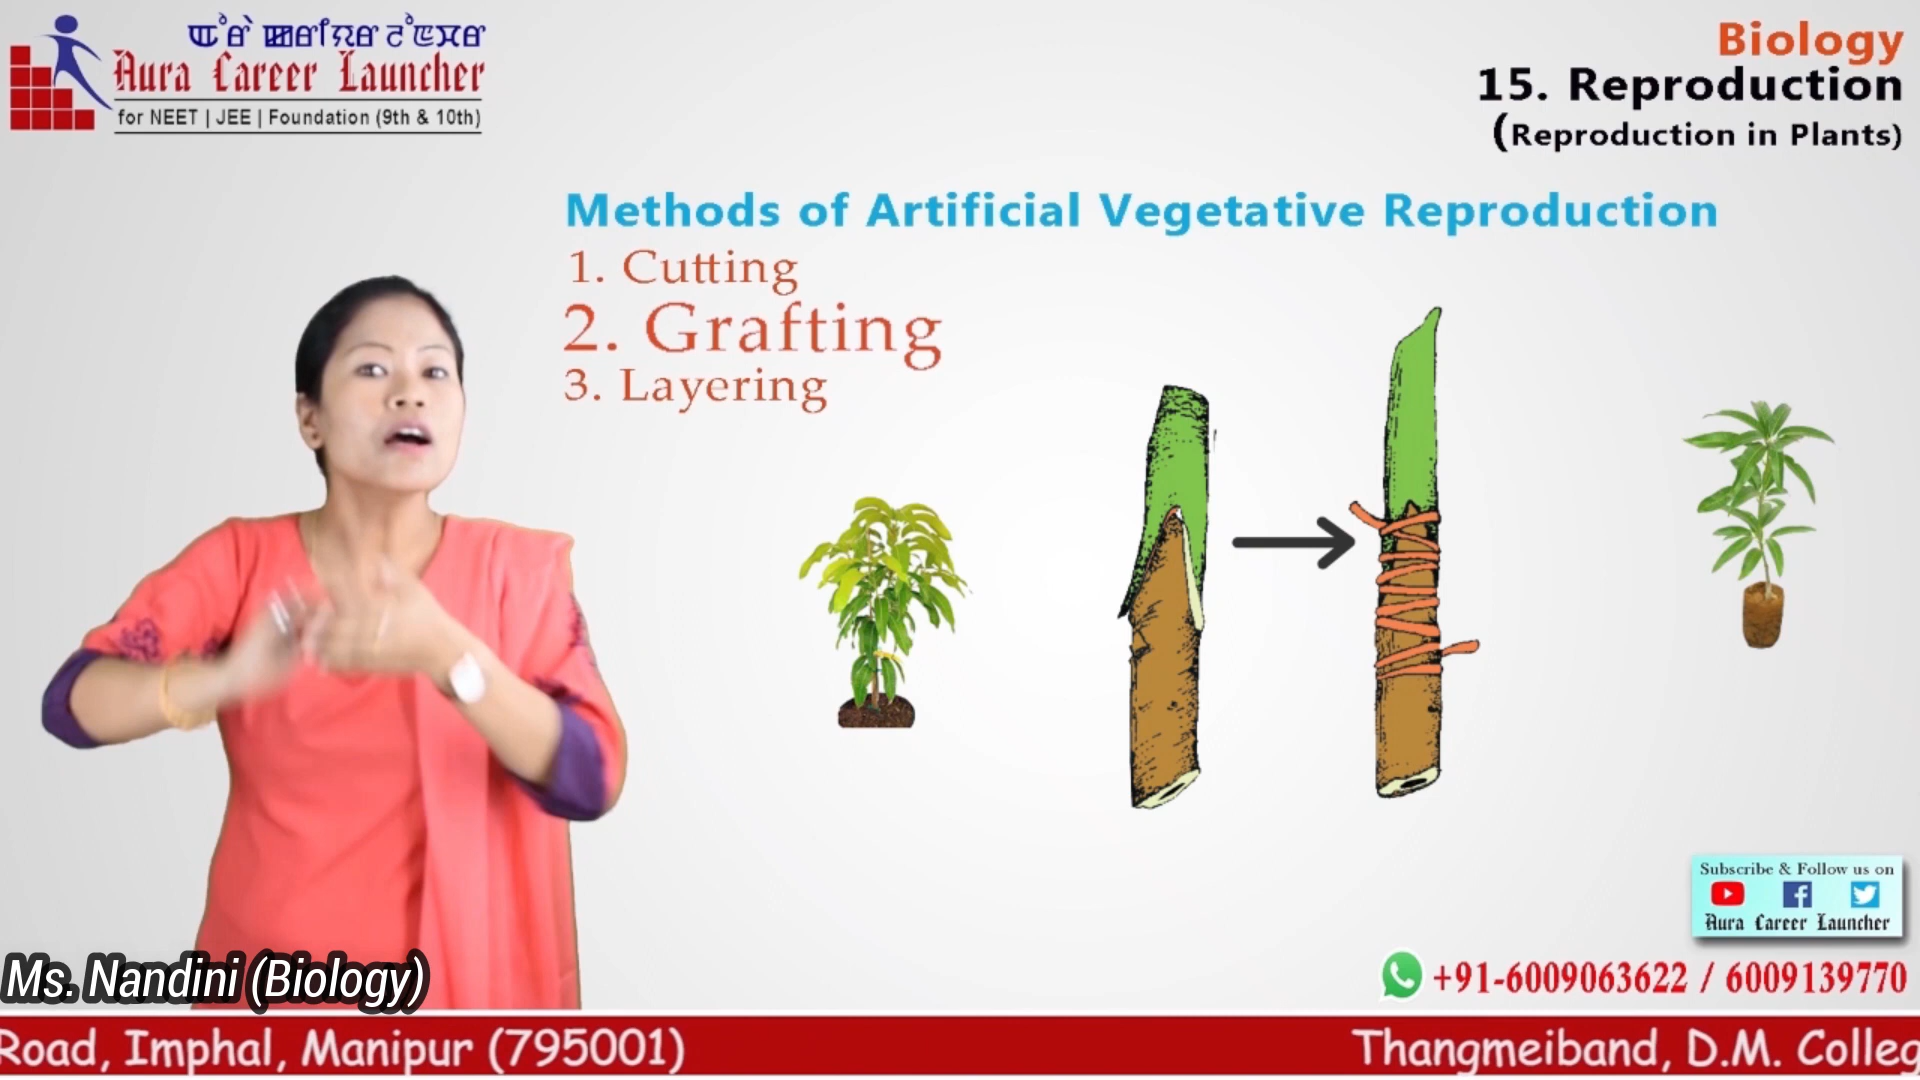 Aura Career Launcher
for NEET | JEE | Foundation (9th & 10th)
Biology
15. Reproduction
(Reproduction in Plants)
Methods of Artificial Vegetative Reproduction
1. Cutting
2. Grafting
3. Layering
Subscribe & Follow us on
Aura Career Launcher
Ms. Nandini (Biology)
+91-6009063622 / 6009139770
Road, Imphal, Manipur (795001)
Thangmeiband, D.M. Colleg